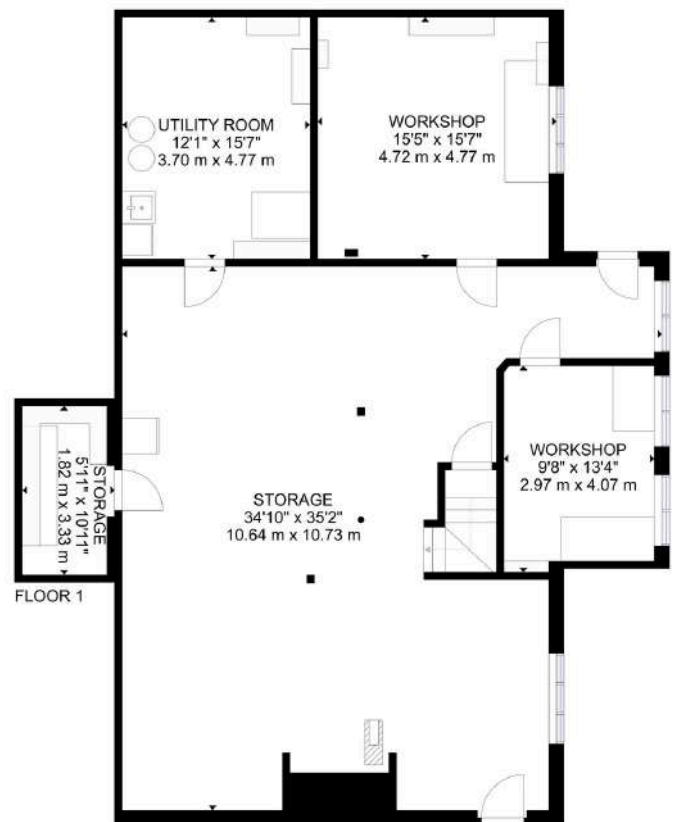 UTILITY ROOM
12'1" x 15'7"
3.70 m x 4.77 m
WORKSHOP
15'5" x 15'7"
4.72 m x 4.77 m
STORAGE
5'11" x 10'11"
1.82 m x 3.33 m
STORAGE
34'10" x 35'2"
10.64 m x 10.73 m
WORKSHOP
9'8" x 13'4"
2.97 m x 4.07 m
FLOOR 1